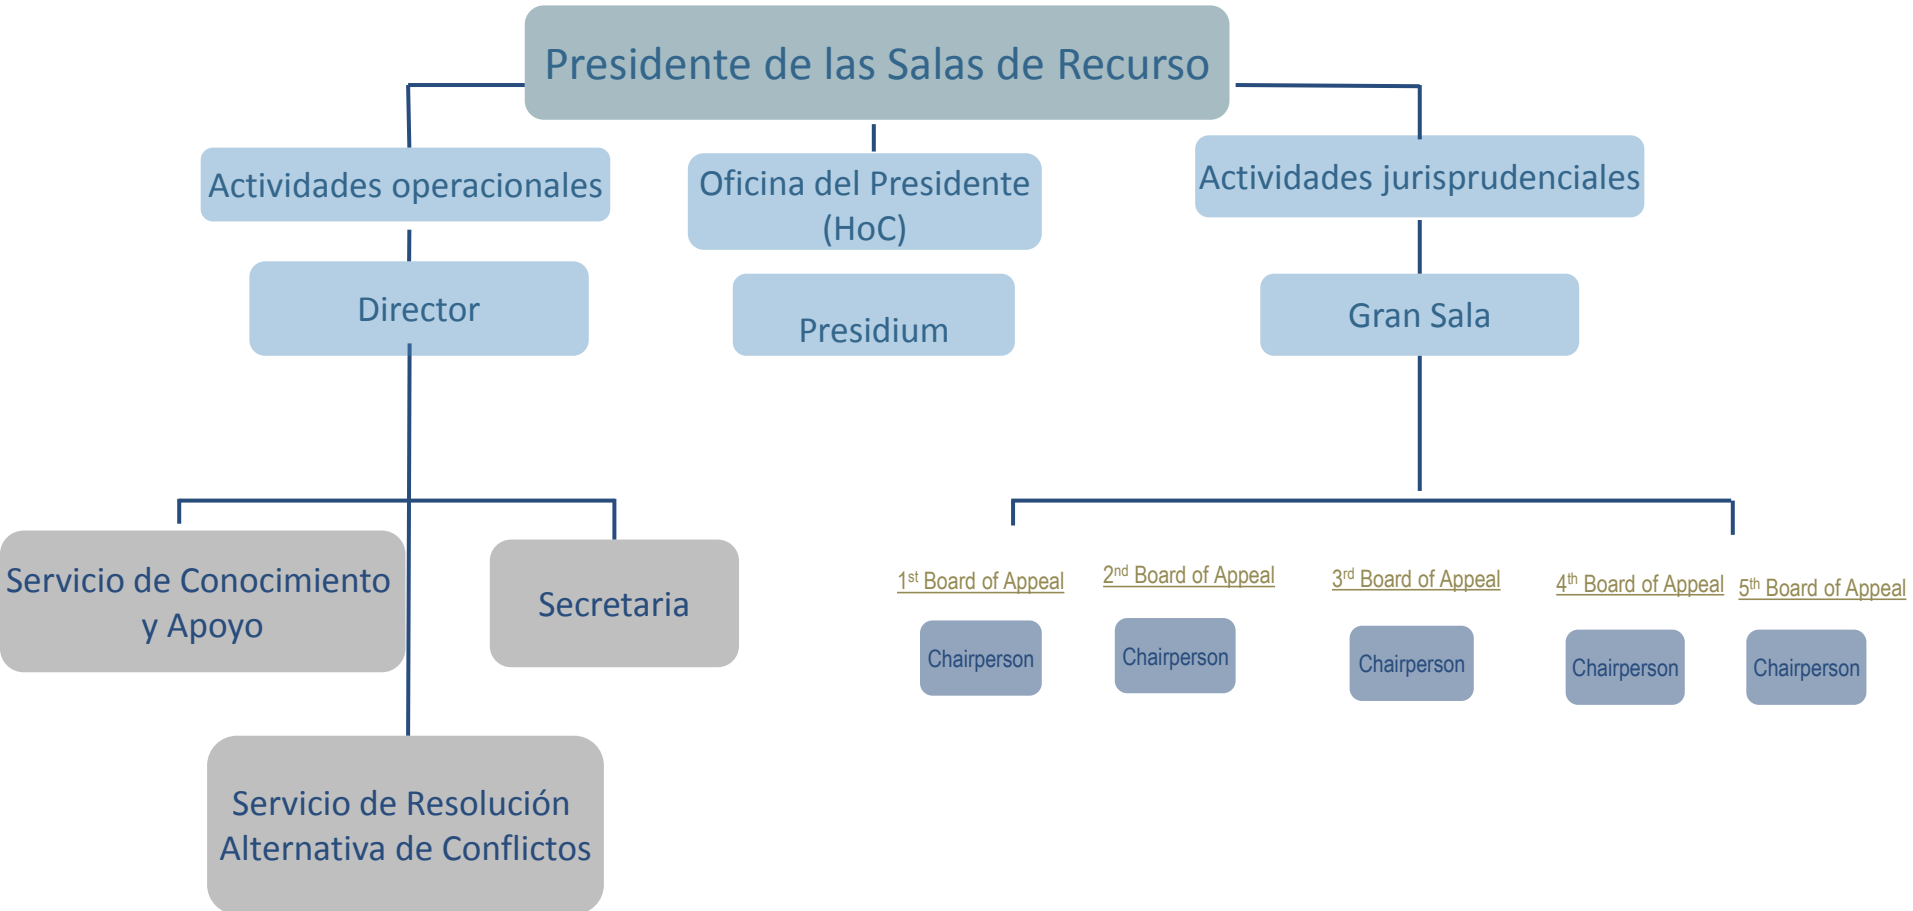 Presidente de las Salas de Recurso
Actividades operacionales
Oficina del Presidente
(HoC)
Actividades jurisprudenciales
Director
Presidium
Gran Sala
Servicio de Conocimiento
y Apoyo
Secretaria
Servicio de Resolución
Alternativa de Conflictos
1st Board of Appeal
2nd Board of Appeal
3rd Board of Appeal
4th Board of Appeal
5th Board of Appeal
Chairperson
Chairperson
Chairperson
Chairperson
Chairperson